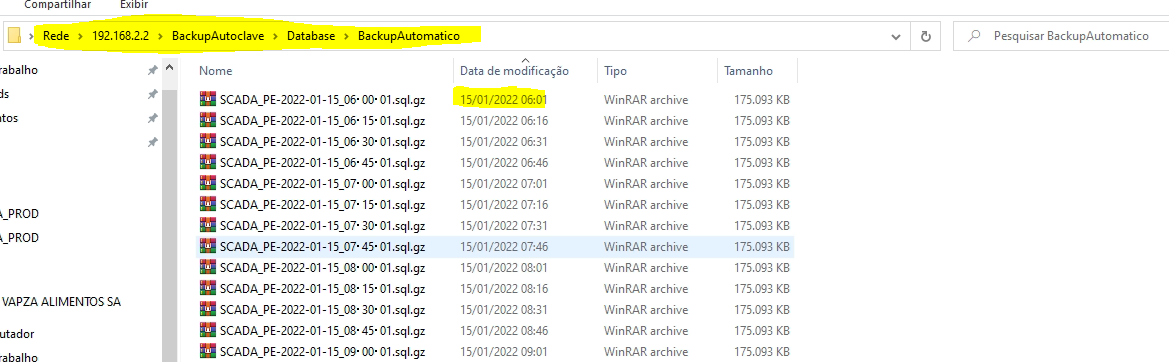 Compartilhar Exibir
Rede > 192.168.2.2 > BackupAutoclave > Database > BackupAutomatico
Pesquisar BackupAutomatico
rabalho
ds
ntos
A_PROD
A_PROD
VAPZA ALIMENTOS SA
utador
rabalho
Nome Data de modificação Tipo Tamanho
SCADA_PE-2022-01-15_06•00•01.sql.gz 15/01/2022 06:01 WinRAR archive 175.093 KB
SCADA_PE-2022-01-15_06•15•01.sql.gz 15/01/2022 06:16 WinRAR archive 175.093 KB
SCADA_PE-2022-01-15_06•30•01.sql.gz 15/01/2022 06:31 WinRAR archive 175.093 KB
SCADA_PE-2022-01-15_06•45•01.sql.gz 15/01/2022 06:46 WinRAR archive 175.093 KB
SCADA_PE-2022-01-15_07•00•01.sql.gz 15/01/2022 07:01 WinRAR archive 175.093 KB
SCADA_PE-2022-01-15_07•15•01.sql.gz 15/01/2022 07:16 WinRAR archive 175.093 KB
SCADA_PE-2022-01-15_07•30•01.sql.gz 15/01/2022 07:31 WinRAR archive 175.093 KB
SCADA_PE-2022-01-15_07•45•01.sql.gz 15/01/2022 07:46 WinRAR archive 175.093 KB
SCADA_PE-2022-01-15_08•00•01.sql.gz 15/01/2022 08:01 WinRAR archive 175.093 KB
SCADA_PE-2022-01-15_08•15•01.sql.gz 15/01/2022 08:16 WinRAR archive 175.093 KB
SCADA_PE-2022-01-15_08•30•01.sql.gz 15/01/2022 08:31 WinRAR archive 175.093 KB
SCADA_PE-2022-01-15_08•45•01.sql.gz 15/01/2022 08:46 WinRAR archive 175.093 KB
SCADA_PE-2022-01-15_09•00•01.sql.gz 15/01/2022 09:01 WinRAR archive 175.093 KB